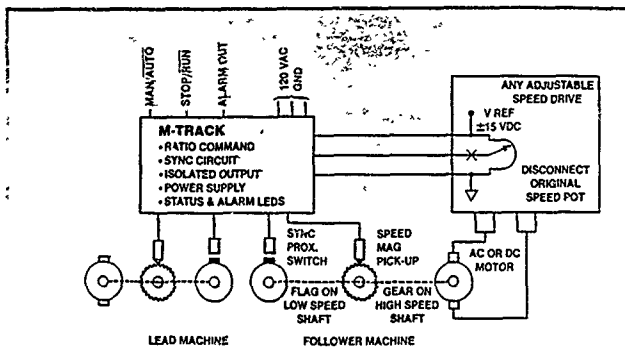 MAN/AUTO
STOP/RUN
ALARM OUT
120 VAC
GND
M-TRACK
•RATIO COMMAND
•SYNC CIRCUIT
•ISOLATED OUTPUT
•POWER SUPPLY
•STATUS & ALARM LEDS
ANY ADJUSTABLE
SPEED DRIVE
V REF
±15 VDC
DISCONNECT
ORIGINAL
SPEED POT
SYNC
PROX.
SWITCH
SPEED
MAG
PICK-UP
AC OR DC
MOTOR
FLAG ON
LOW SPEED
SHAFT
GEAR ON
HIGH SPEED
SHAFT
LEAD MACHINE
FOLLOWER MACHINE